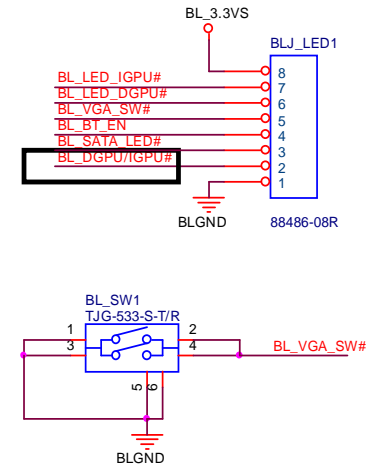 BL_3.3VS
BLJ_LED1
8
BL_LED_IGPU#
7
BL_LED_DGPU#
6
BL_VGA_SW#
5
BL_BT_EN
4
BL_SATA_LED#
3
BL_DGPU/IGPU#
2
1
BLGND
88486-08R
BL_SW1
TJG-533-S-T/R
1
2
3
4
BL_VGA_SW#
5
6
BLGND